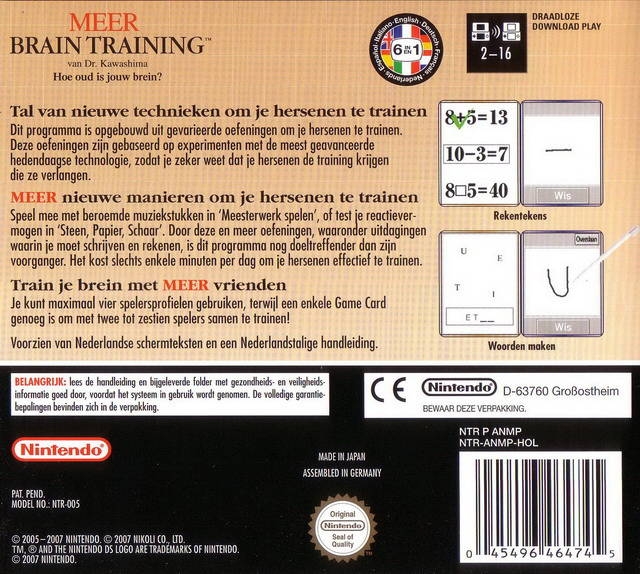 MEER
BRAIN TRAINING™
van Dr. Kawashima
Hoe oud is jouw brein?
Español • Italiano • English • Deutsch • Français • Nederlands
6 IN EN 1
2–16
DRAADLOZE
DOWNLOAD PLAY
Tal van nieuwe technieken om je hersenen te trainen
Dit programma is opgebouwd uit gevarieerde oefeningen om je hersenen te trainen.
Deze oefeningen zijn gebaseerd op experimenten met de meest geavanceerde
hedendaagse technologie, zodat je zeker weet dat je hersenen de training krijgen
die ze verlangen.
MEER nieuwe manieren om je hersenen te trainen
Speel mee met beroemde muziekstukken in ‘Meesterwerk spelen’, of test je reactiever-
mogen in ‘Steen, Papier, Schaar’. Door deze en meer oefeningen, waaronder uitdagingen
waarin je moet schrijven en rekenen, is dit programma nog doeltreffender dan zijn
voorganger. Het kost slechts enkele minuten per dag om je hersenen effectief te trainen.
Train je brein met MEER vrienden
Je kunt maximaal vier spelersprofielen gebruiken, terwijl een enkele Game Card
genoeg is om met twee tot zestien spelers samen te trainen!
Voorzien van Nederlandse schermteksten en een Nederlandstalige handleiding.
8+5=13
10−3=7
8□5=40
Wis
Rekentekens
U E
T I
ET__
Overslaan
U
Wis
Woorden maken
BELANGRIJK: lees de handleiding en bijgeleverde folder met gezondheids- en veiligheids-
informatie goed door, voordat het systeem in gebruik wordt genomen. De volledige garantie-
bepalingen bevinden zich in de verpakking.
CE Nintendo® D-63760 Großostheim
BEWAAR DEZE VERPAKKING.
NTR P ANMP
NTR-ANMP-HOL
Nintendo®
MADE IN JAPAN
ASSEMBLED IN GERMANY
PAT. PEND.
MODEL NO.: NTR-005
Original
Nintendo
Seal of
Quality
TM
© 2005 – 2007 NINTENDO. © 2007 NIKOLI CO., LTD.
TM, ® AND THE NINTENDO DS LOGO ARE TRADEMARKS OF NINTENDO.
© 2007 NINTENDO.
0 45496 46474 5